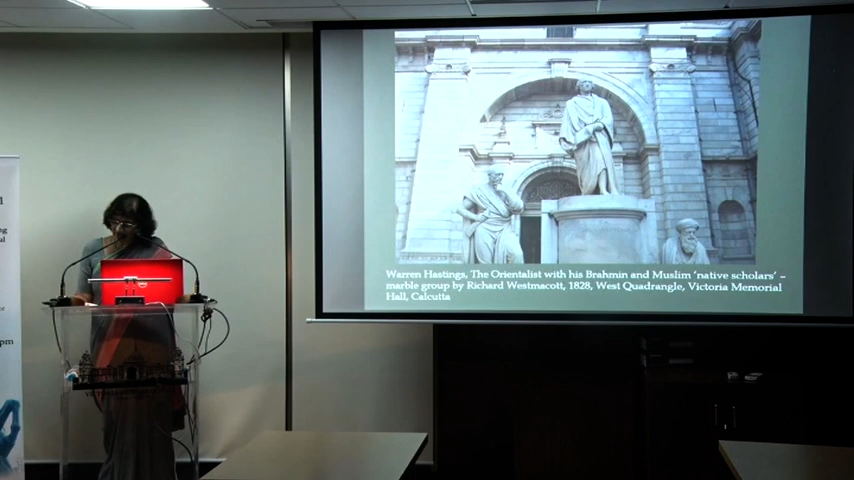 Warren Hastings, The Orientalist with his Brahmin and Muslim 'native scholars' –
marble group by Richard Westmacott, 1828, West Quadrangle, Victoria Memorial
Hall, Calcutta
pm